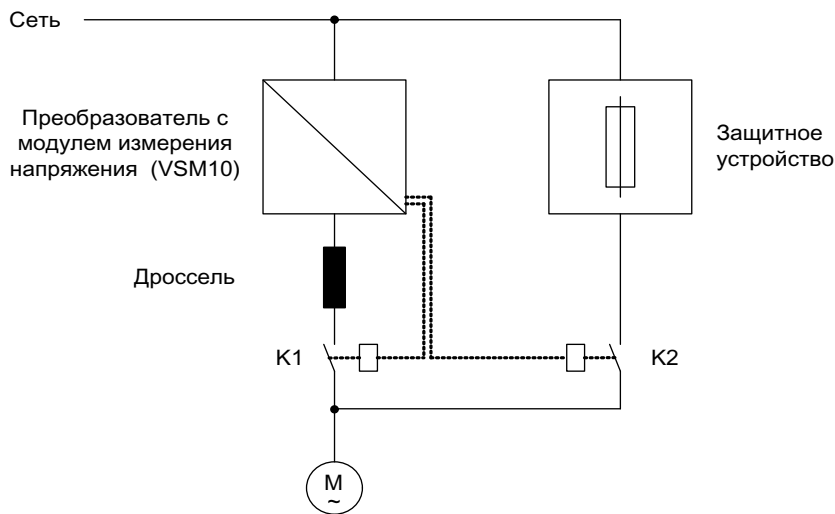 Сеть
Преобразователь с
модулем измерения
напряжения (VSM10)
Защитное
устройство
Дроссель
K1
K2
M
~